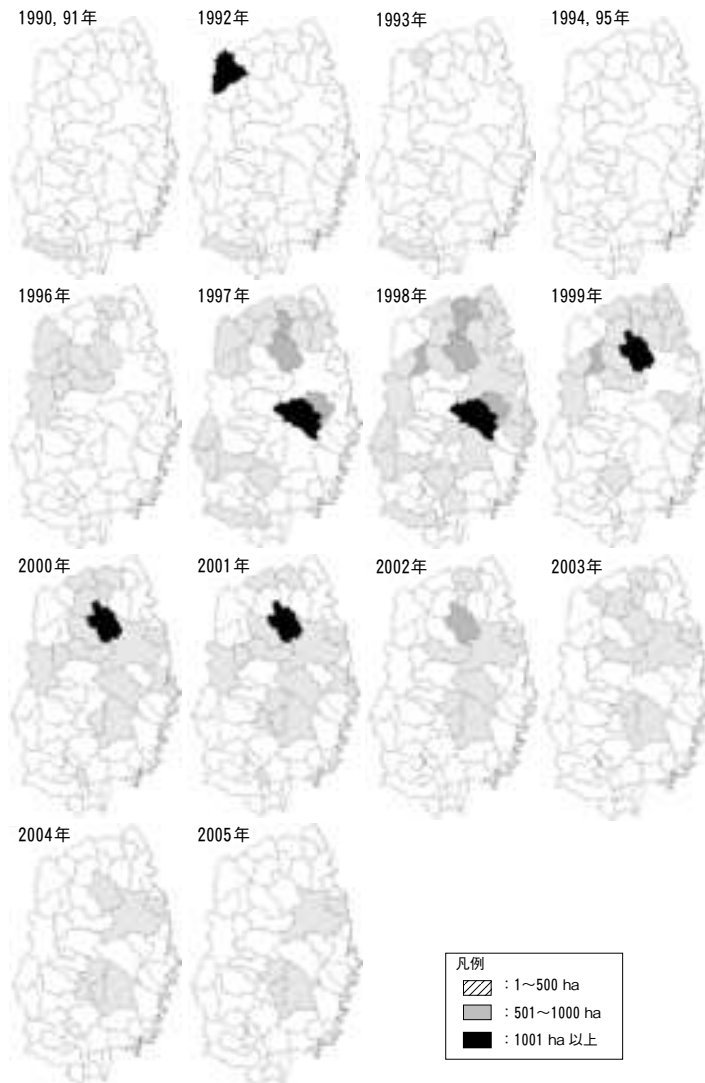 1990, 91年
1992年
1993年
1994, 95年
1996年
1997年
1998年
1999年
2000年
2001年
2002年
2003年
2004年
2005年
凡例
：1～500 ha
：501～1000 ha
：1001 ha 以上